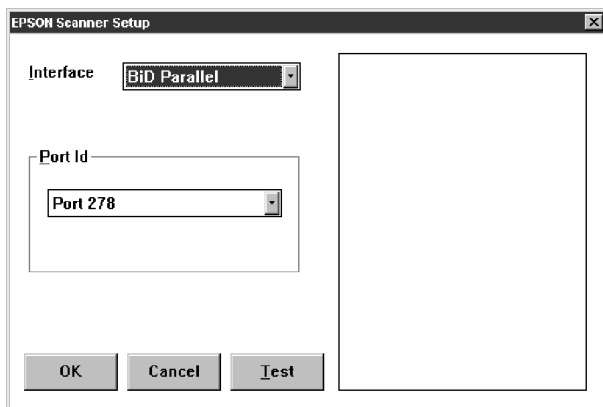 EPSON Scanner Setup
Interface
BiD Parallel
Port Id
Port 278
OK
Cancel
Test